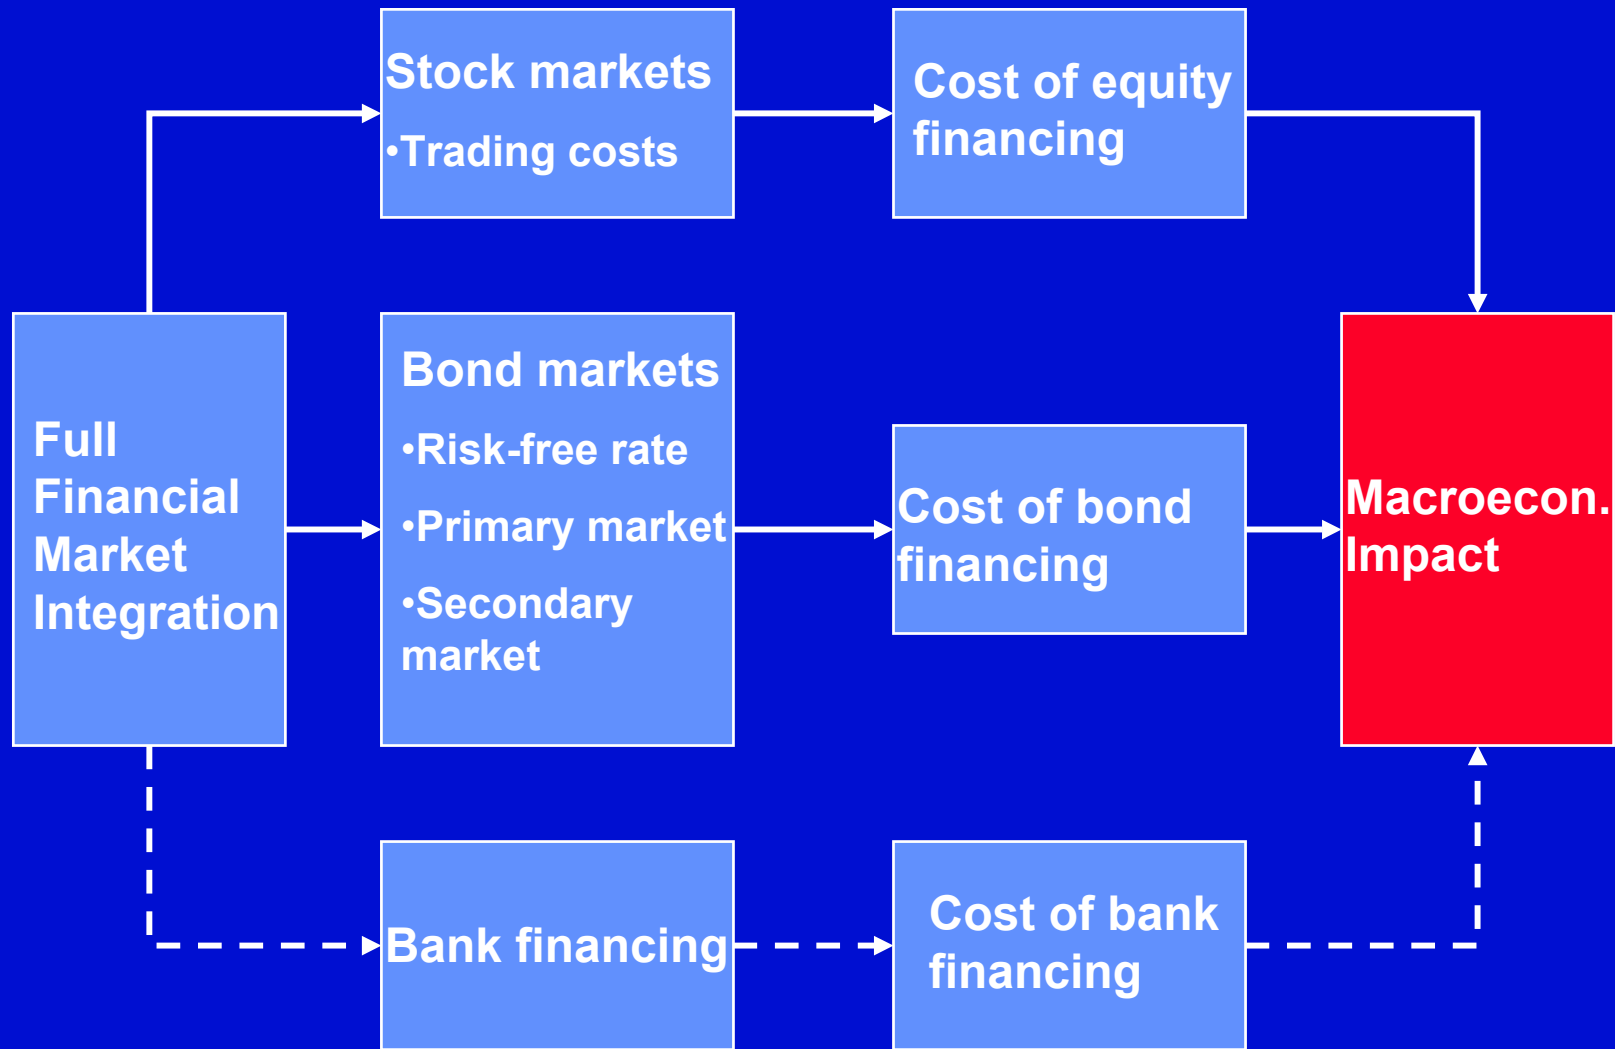 Stock markets
•Trading costs
Cost of equity
financing
Full
Financial
Market
Integration
Bond markets
•Risk-free rate
•Primary market
•Secondary
market
Cost of bond
financing
Macroecon.
Impact
Bank financing
Cost of bank
financing